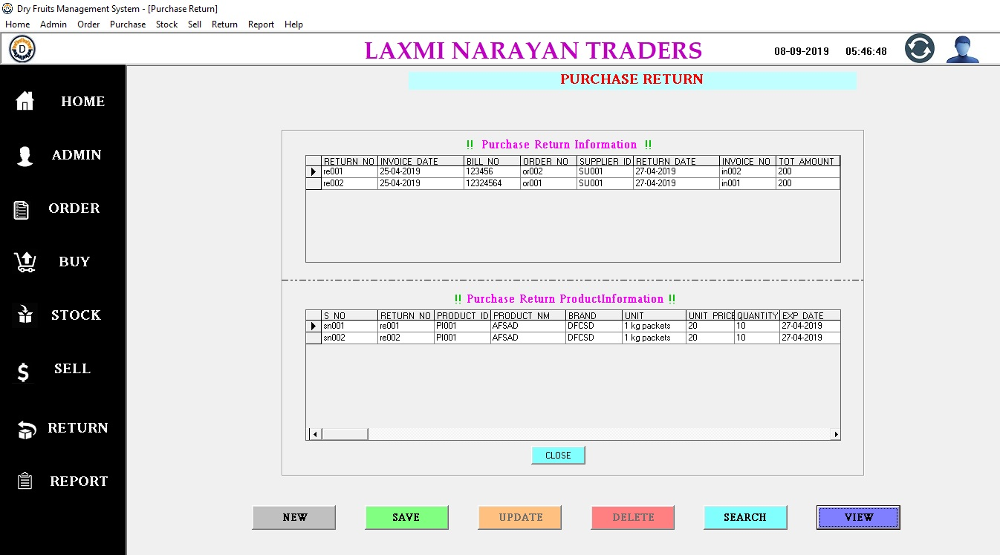 Dry Fruits Management System - [Purchase Return]
Home Admin Order Purchase Stock Sell Return Report Help
D LAXMI NARAYAN TRADERS 08-09-2019 05:46:48
PURCHASE RETURN
HOME
ADMIN
ORDER
BUY
STOCK
SELL
RETURN
REPORT
!! Purchase Return Information !!
RETURN_NO INVOICE_DATE BILL_NO ORDER_NO SUPPLIER_ID RETURN_DATE INVOICE_NO TOT_AMOUNT
re001 25-04-2019 123456 or002 SU001 27-04-2019 in002 200
re002 25-04-2019 12324564 or001 SU001 27-04-2019 in001 200
!! Purchase Return ProductInformation !!
S_NO RETURN_NO PRODUCT_ID PRODUCT_NM BRAND UNIT UNIT_PRICE QUANTITY EXP_DATE
sn001 re001 PI001 AFSAD DFCSD 1 kg packets 20 10 27-04-2019
sn002 re002 PI001 AFSAD DFCSD 1 kg packets 20 10 27-04-2019
CLOSE
NEW SAVE UPDATE DELETE SEARCH VIEW